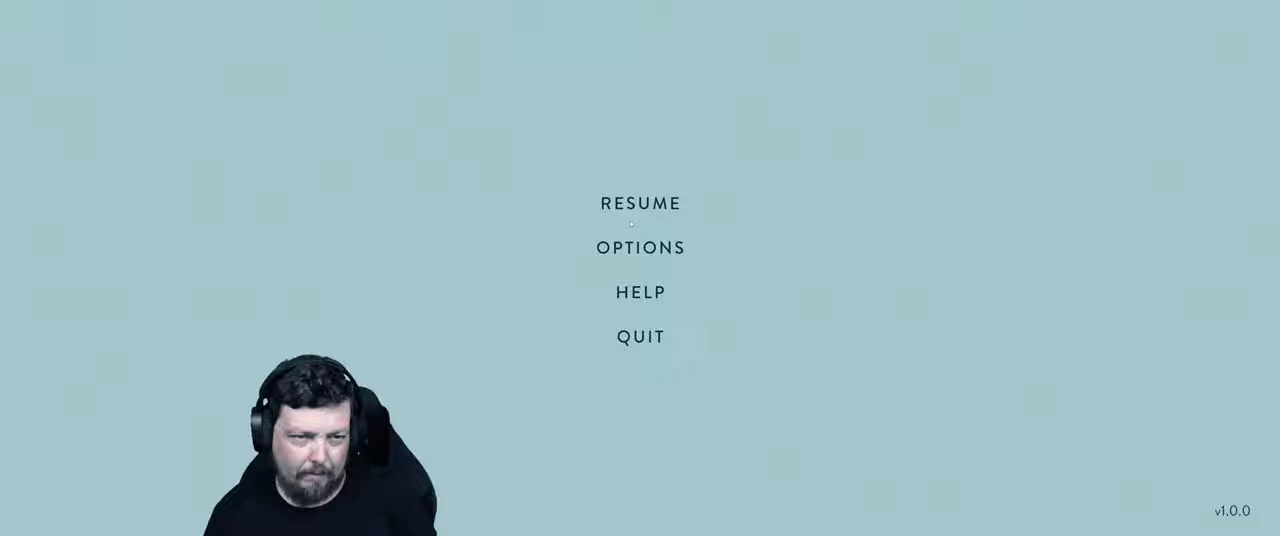 RESUME
OPTIONS
HELP
QUIT
v1.0.0